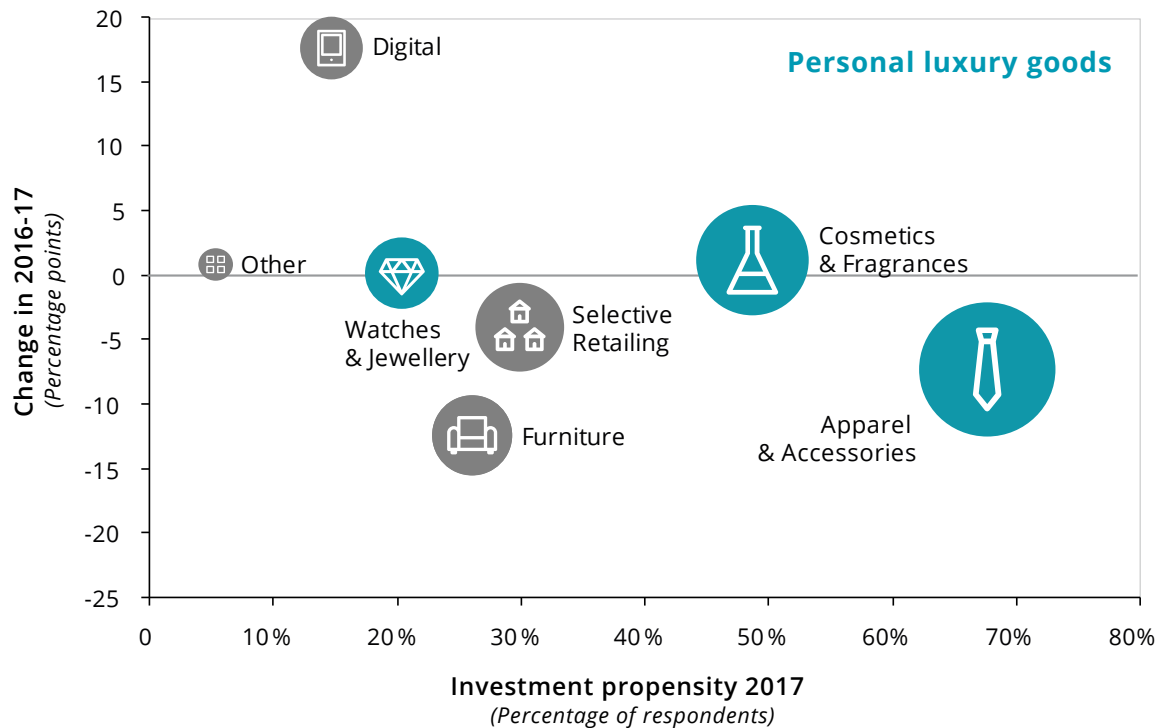 Personal luxury goods
Change in 2016-17
(Percentage points)
20
15
10
5
0
-5
-10
-15
-20
-25
Digital
Other
Watches
& Jewellery
Selective
Retailing
Furniture
Cosmetics
& Fragrances
Apparel
& Accessories
0 10% 20% 30% 40% 50% 60% 70% 80%
Investment propensity 2017
(Percentage of respondents)